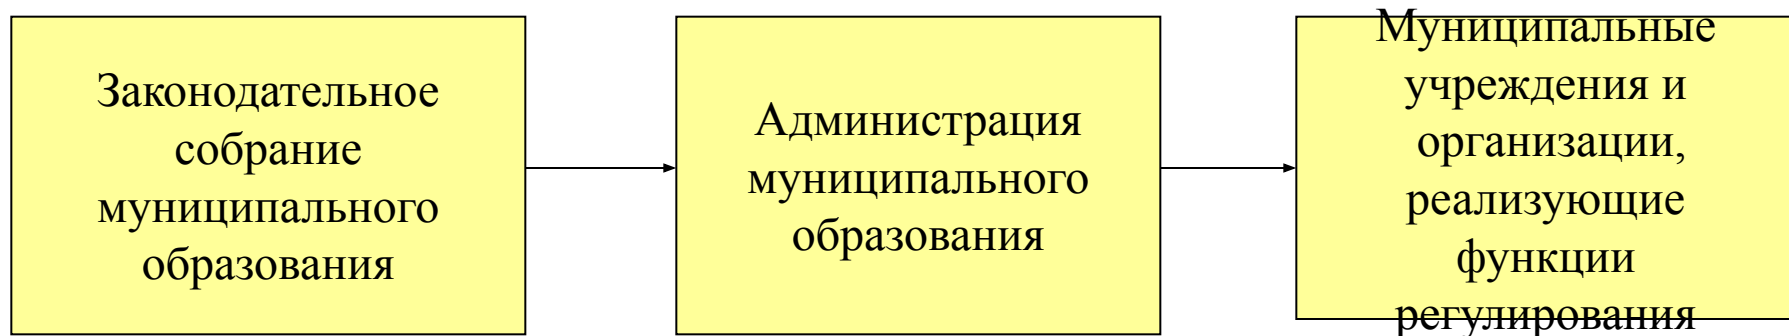 Законодательное
собрание
муниципального
образования
Администрация
муниципального
образования
Муниципальные
учреждения и
организации,
реализующие
функции
регулирования